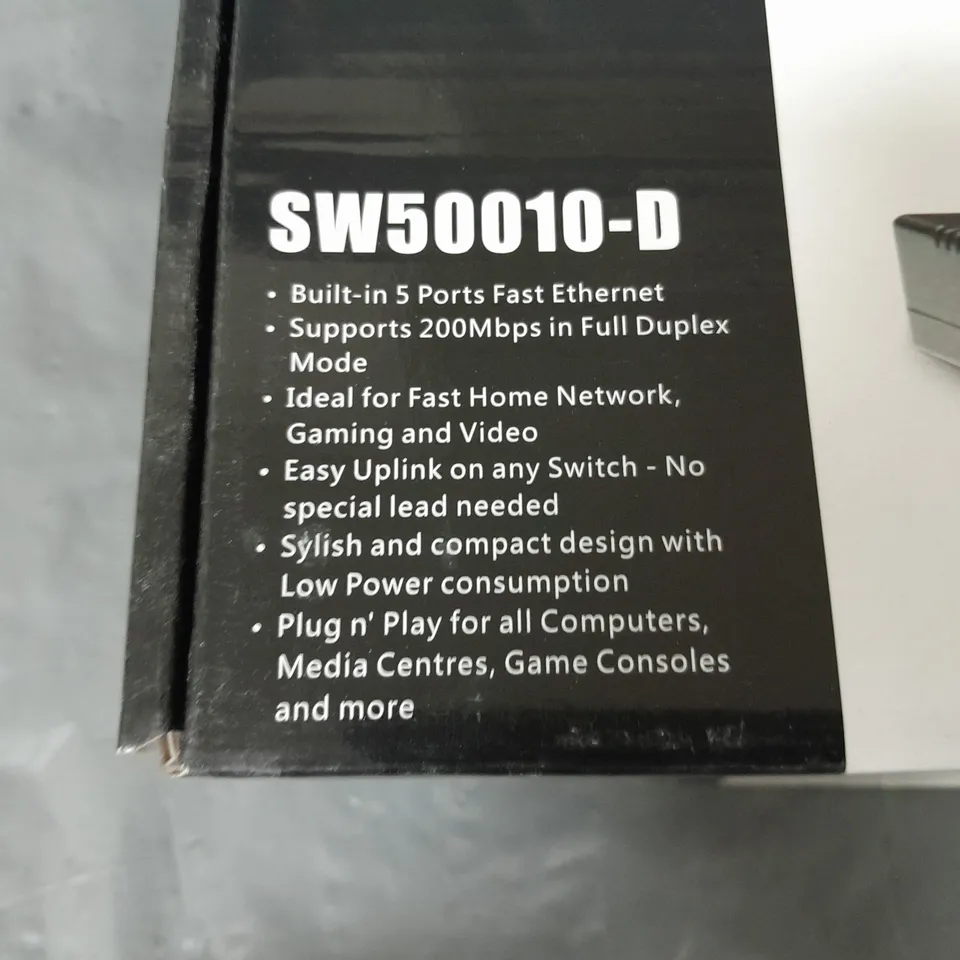 SW50010-D
• Built-in 5 Ports Fast Ethernet
• Supports 200Mbps in Full Duplex
Mode
• Ideal for Fast Home Network,
Gaming and Video
• Easy Uplink on any Switch - No
special lead needed
• Sylish and compact design with
Low Power consumption
• Plug n' Play for all Computers,
Media Centres, Game Consoles
and more